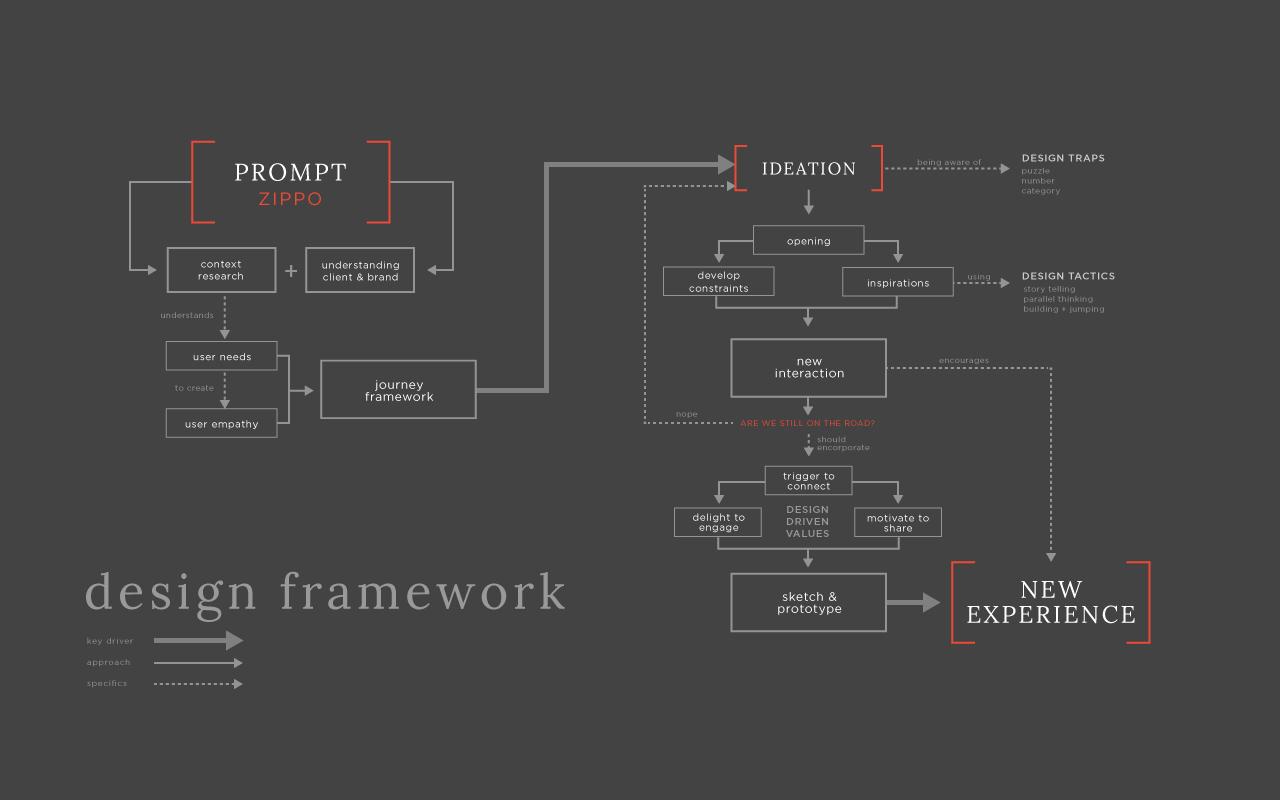 PROMPT
ZIPPO
context
research
+
understanding
client & brand
understands
user needs
to create
user empathy
journey
framework
IDEATION
being aware of
DESIGN TRAPS
puzzle
number
category
opening
develop
constraints
inspirations
using
DESIGN TACTICS
story telling
parallel thinking
building + jumping
new
interaction
encourages
nope
ARE WE STILL ON THE ROAD?
should
encorporate
trigger to
connect
delight to
engage
DESIGN
DRIVEN
VALUES
motivate to
share
sketch &
prototype
NEW
EXPERIENCE
design framework
key driver
approach
specifics